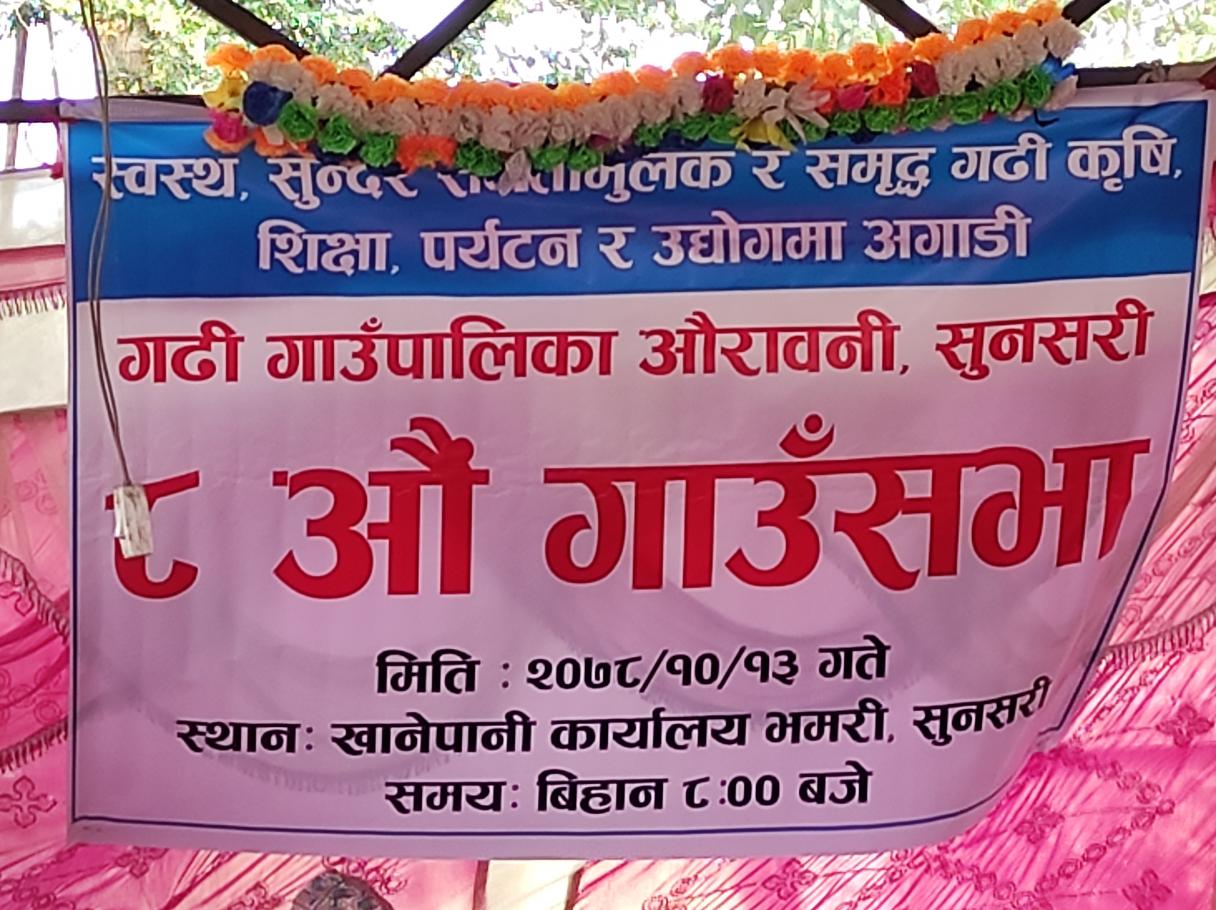 स्वस्थ, सुन्दर र समृद्ध गढी कृषि,
शिक्षा, पर्यटन र उद्योगमा अगाडी
गढी गाउँपालिका औरावनी, सुनसरी
८ औं गाउँसभा
मिति : २०७८/१०/१३ गते
स्थान: खानेपानी कार्यालय भमरी, सुनसरी
समय: बिहान ८:00 बजे